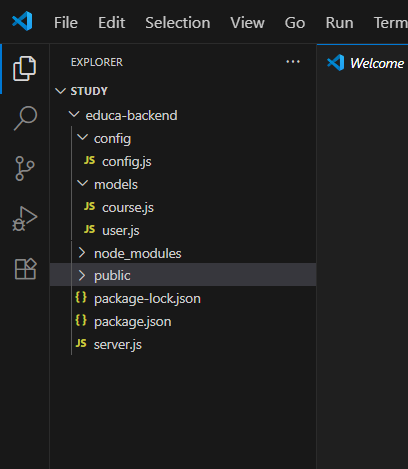 File Edit Selection View Go Run Term
EXPLORER ...
Welcome
STUDY
educa-backend
config
JS config.js
models
JS course.js
JS user.js
node_modules
public
{} package-lock.json
{} package.json
JS server.js